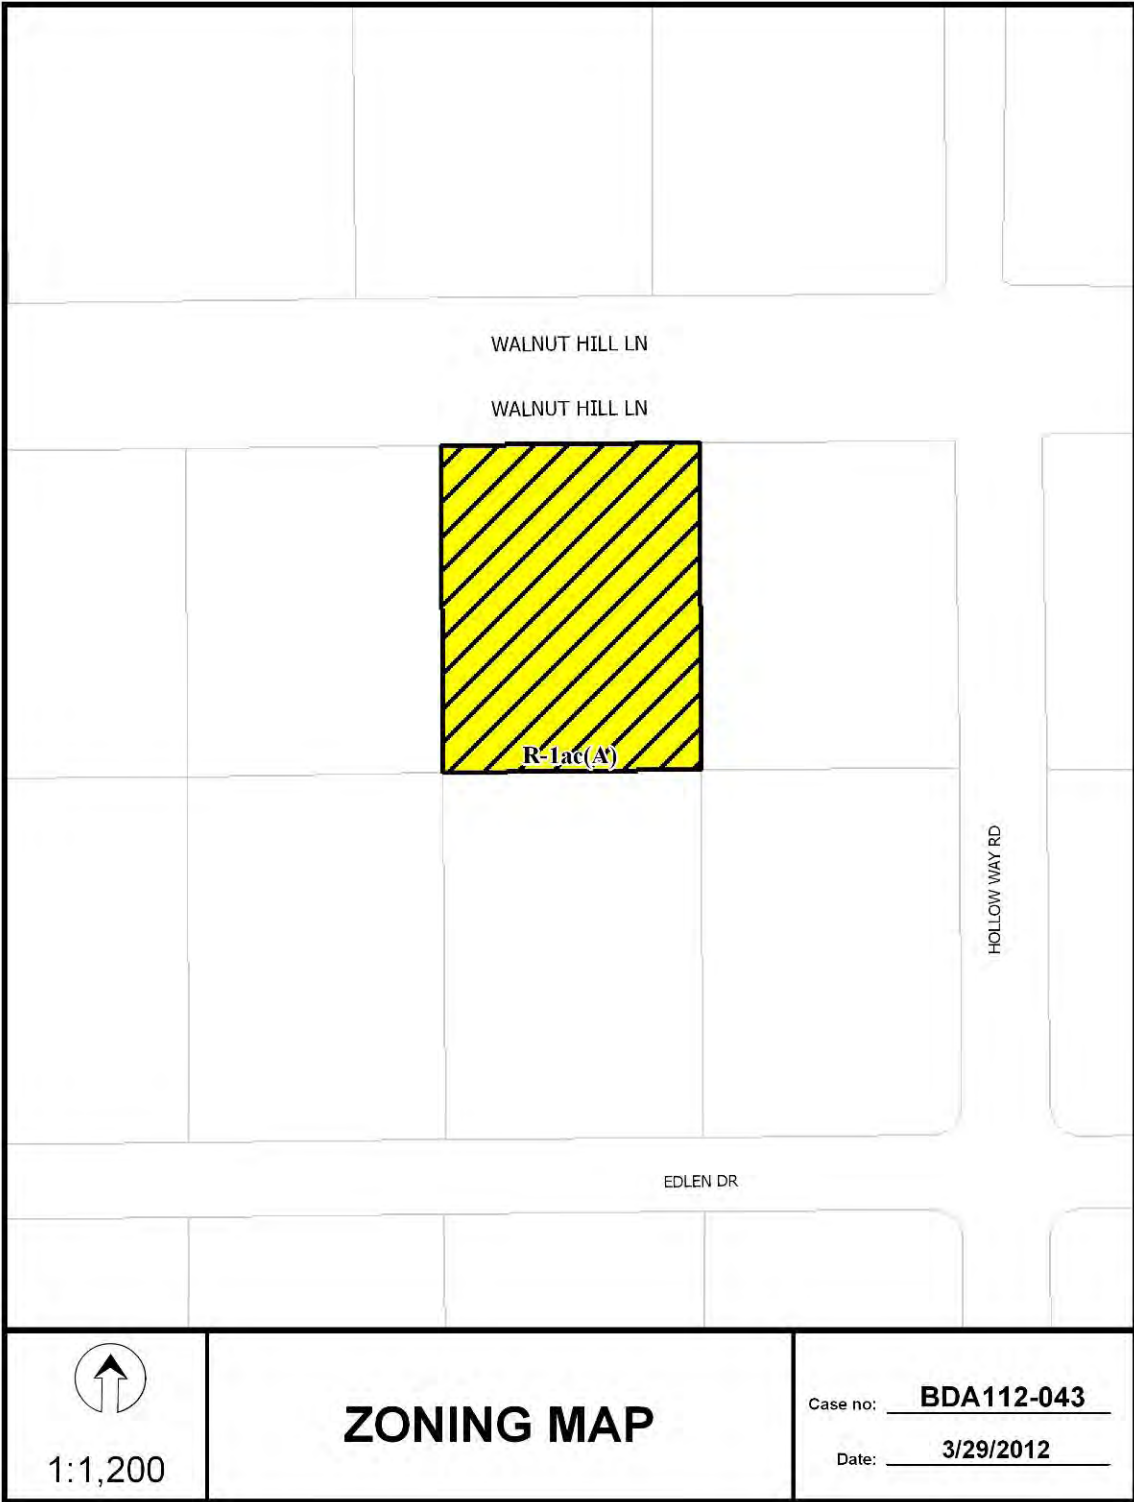 WALNUT HILL LN
WALNUT HILL LN
R-1ac(A)
HOLLOW WAY RD
EDLEN DR
1:1,200
ZONING MAP
Case no: BDA112-043
Date: 3/29/2012